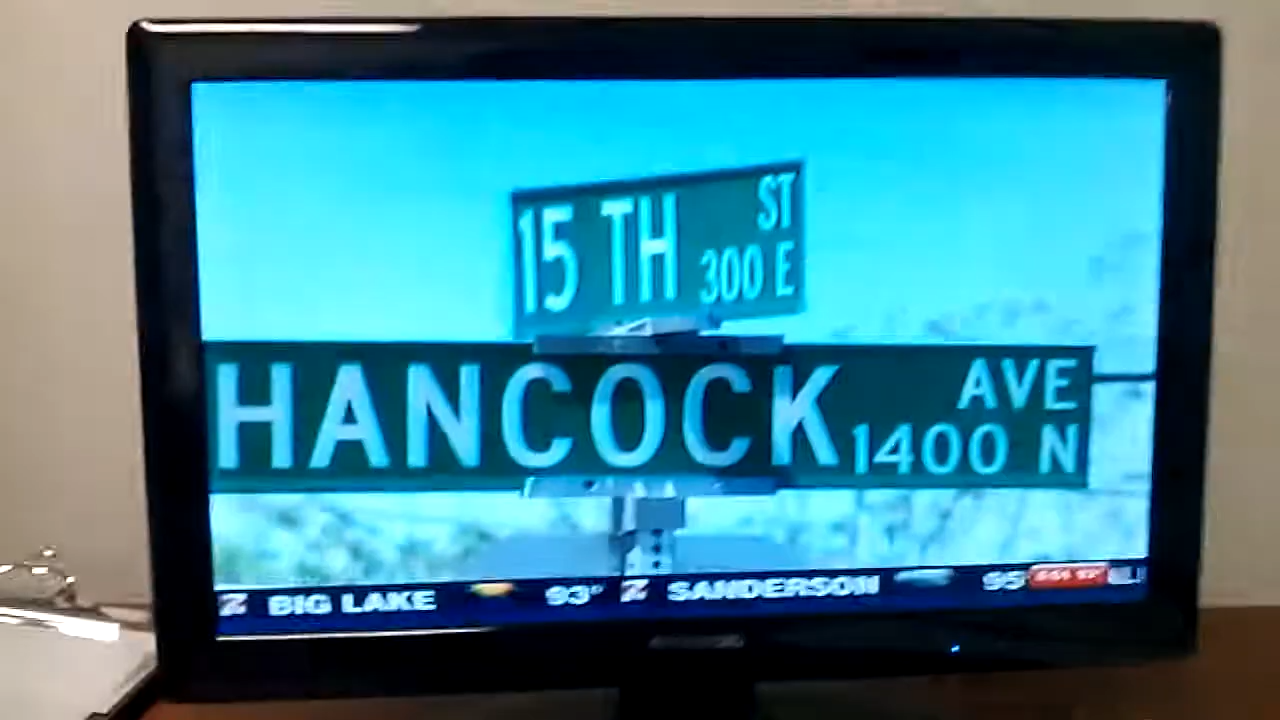 15 TH ST
300 E
HANCOCK AVE
1400 N
BIG LAKE 93° SANDERSON 95